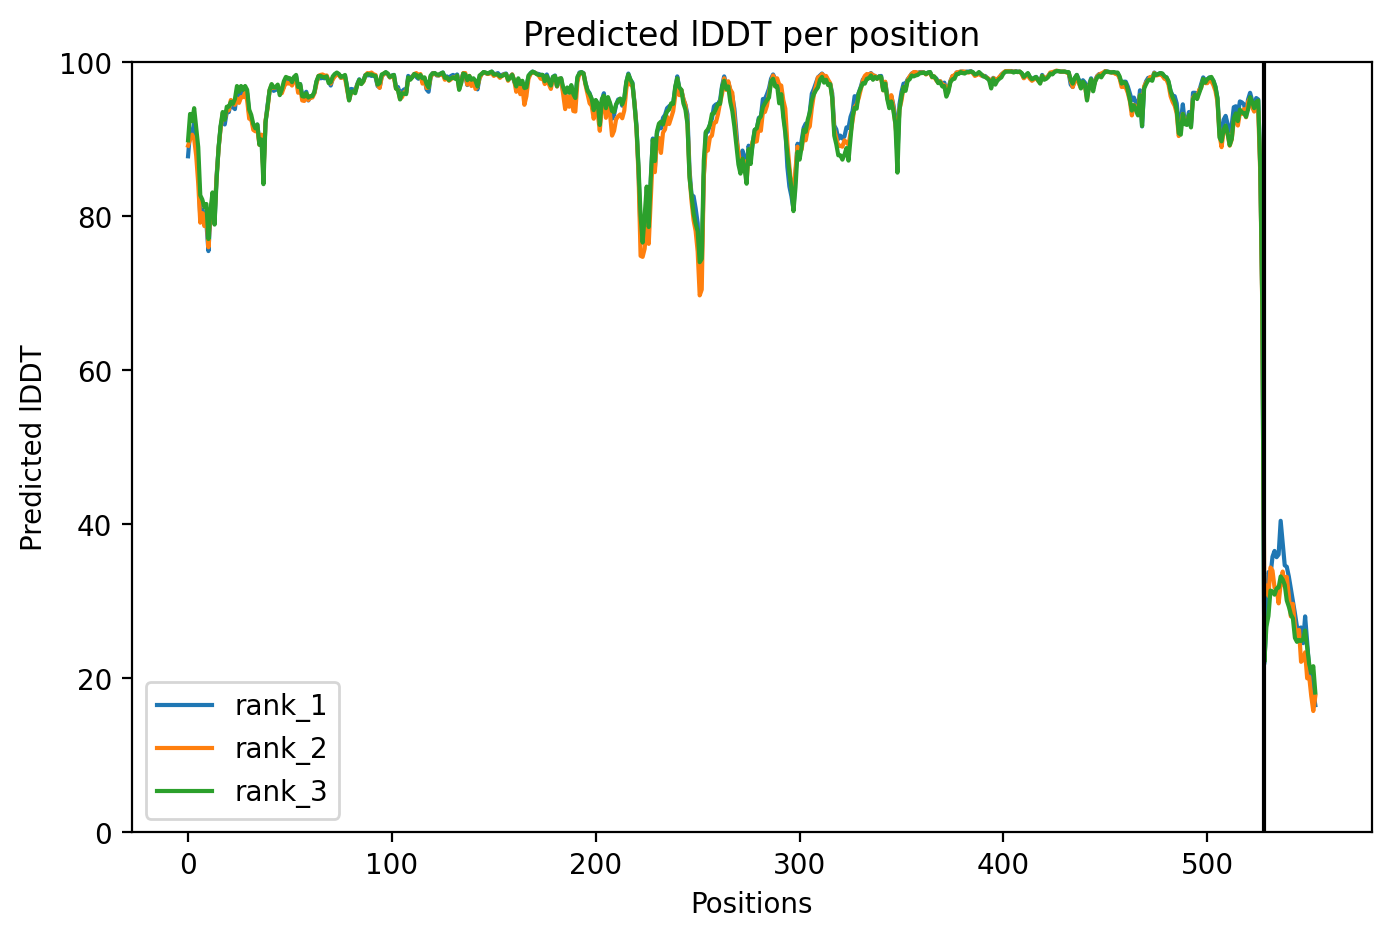 Predicted lDDT per position
100
80
60
40
20
0
Predicted lDDT
rank_1
rank_2
rank_3
0 100 200 300 400 500
Positions